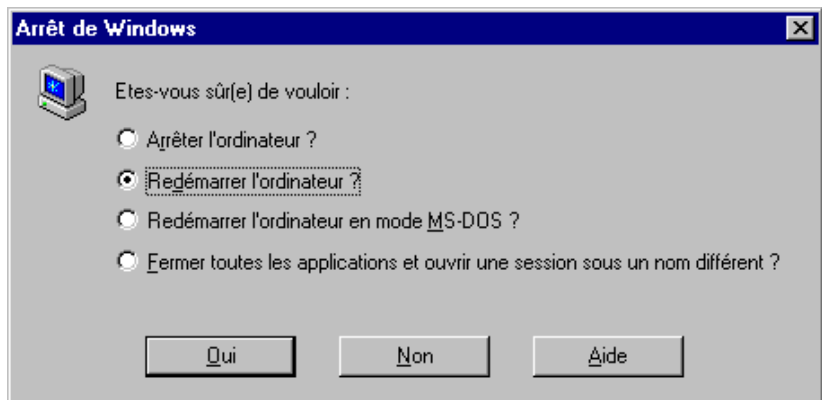 Arrêt de Windows
Etes-vous sûr(e) de vouloir :
Arrêter l'ordinateur ?
Redémarrer l'ordinateur ?
Redémarrer l'ordinateur en mode MS-DOS ?
Fermer toutes les applications et ouvrir une session sous un nom différent ?
Oui Non Aide